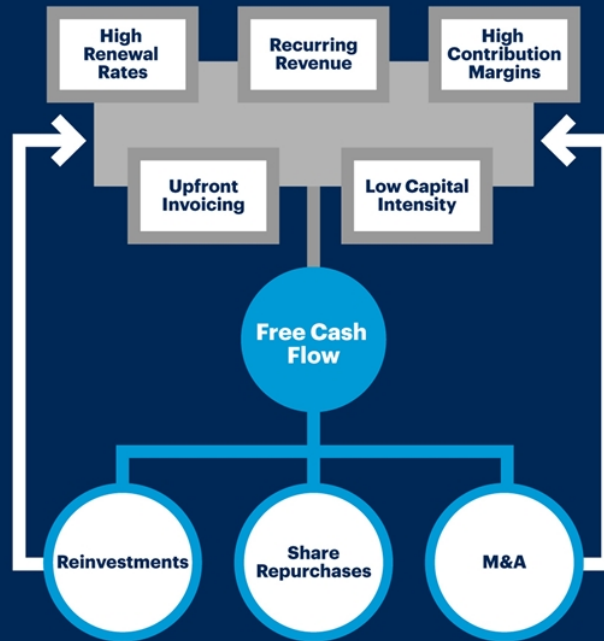 High
Renewal
Rates
Recurring
Revenue
High
Contribution
Margins
Upfront
Invoicing
Low Capital
Intensity
Free Cash
Flow
Reinvestments
Share
Repurchases
M&A